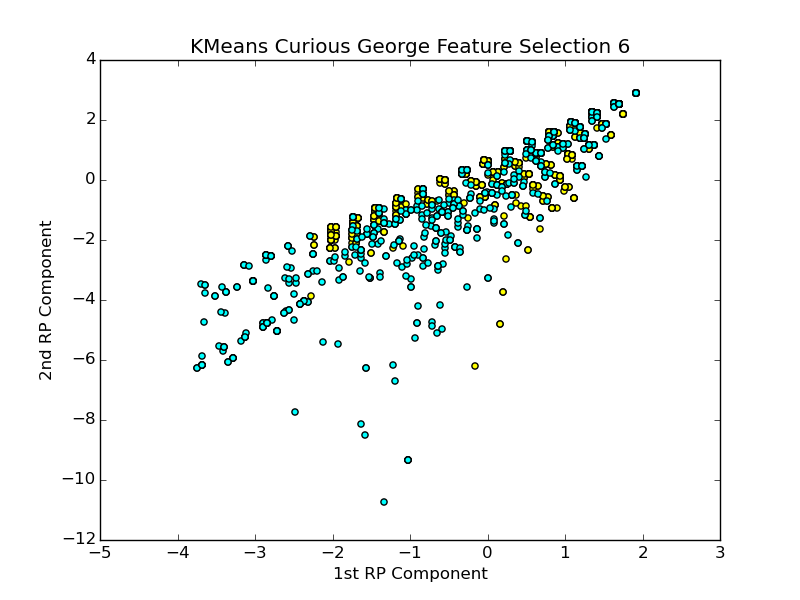 KMeans Curious George Feature Selection 6
4
2
0
−2
−4
−6
−8
−10
−12
2nd RP Component
−5 −4 −3 −2 −1 0 1 2 3
1st RP Component